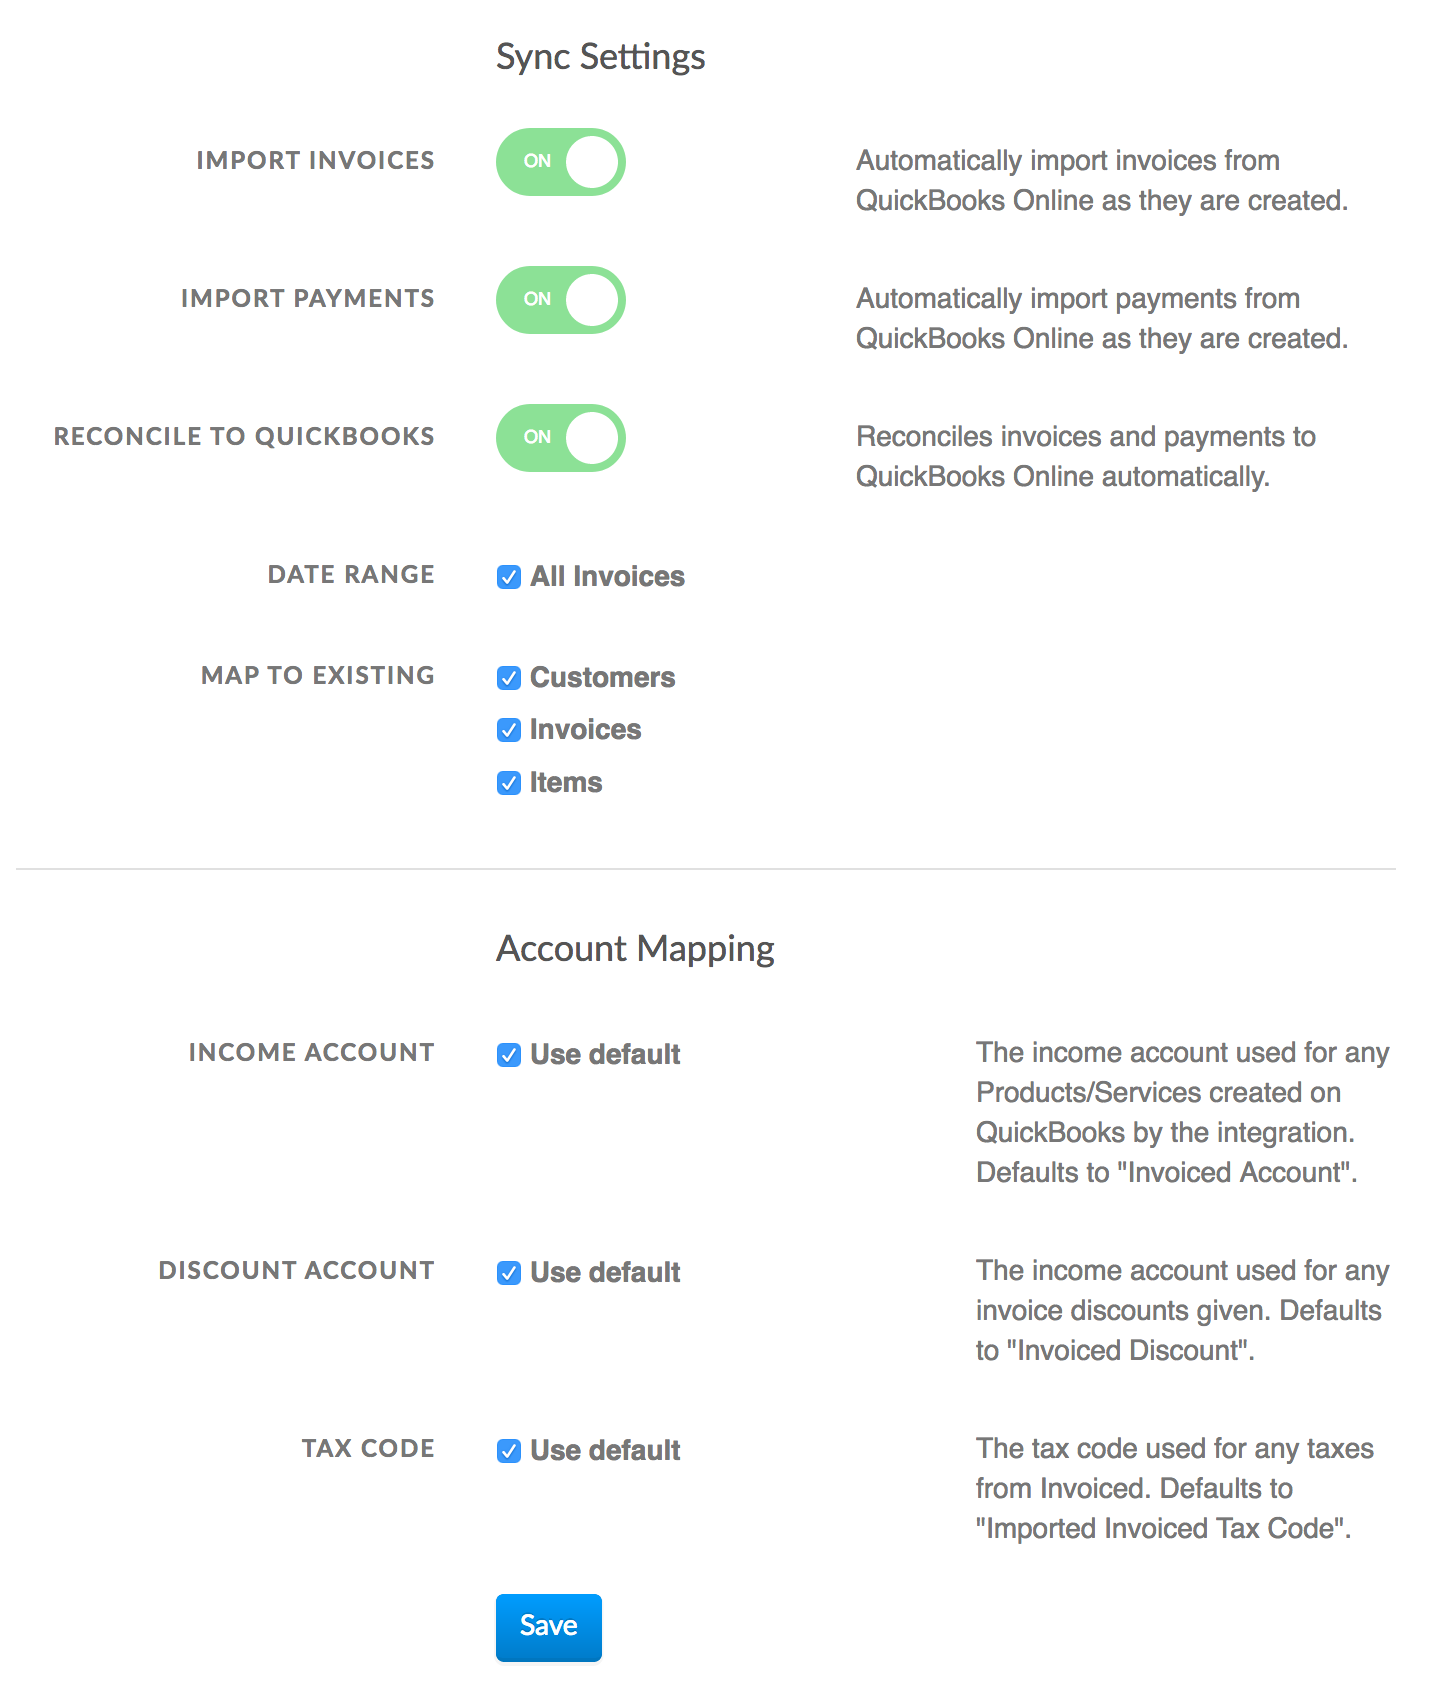 Sync Settings
IMPORT INVOICES
ON
Automatically import invoices from
QuickBooks Online as they are created.
IMPORT PAYMENTS
ON
Automatically import payments from
QuickBooks Online as they are created.
RECONCILE TO QUICKBOOKS
ON
Reconciles invoices and payments to
QuickBooks Online automatically.
DATE RANGE
All Invoices
MAP TO EXISTING
Customers
Invoices
Items
Account Mapping
INCOME ACCOUNT
Use default
The income account used for any
Products/Services created on
QuickBooks by the integration.
Defaults to "Invoiced Account".
DISCOUNT ACCOUNT
Use default
The income account used for any
invoice discounts given. Defaults
to "Invoiced Discount".
TAX CODE
Use default
The tax code used for any taxes
from Invoiced. Defaults to
"Imported Invoiced Tax Code".
Save